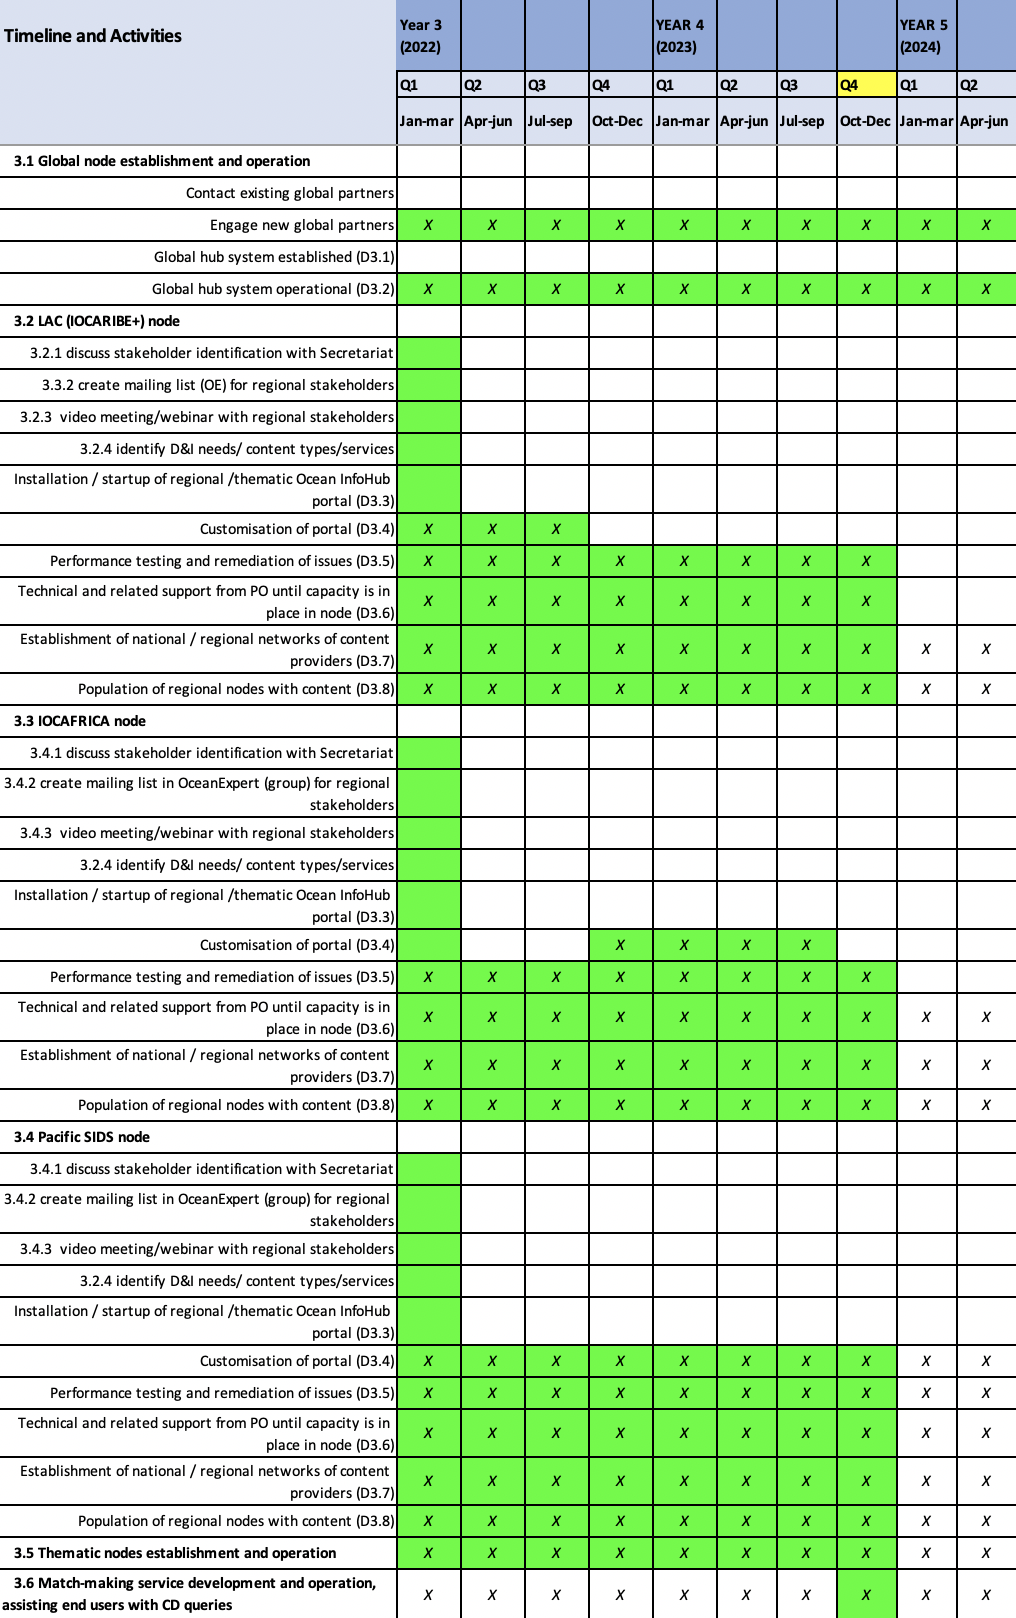 Timeline and Activities
Year 3 (2022) YEAR 4 (2023) YEAR 5 (2024)
Q1 Q2 Q3 Q4 Q1 Q2 Q3 Q4 Q1 Q2
Jan-mar Apr-jun Jul-sep Oct-Dec Jan-mar Apr-jun Jul-sep Oct-Dec Jan-mar Apr-jun
3.1 Global node establishment and operation
Contact existing global partners
Engage new global partners X X X X X X X X X X
Global hub system established (D3.1)
Global hub system operational (D3.2) X X X X X X X X X X
3.2 LAC (IOCARIBE+) node
3.2.1 discuss stakeholder identification with Secretariat
3.3.2 create mailing list (OE) for regional stakeholders
3.2.3 video meeting/webinar with regional stakeholders
3.2.4 identify D&I needs/ content types/services
Installation / startup of regional /thematic Ocean InfoHub
portal (D3.3)
Customisation of portal (D3.4) X X X
Performance testing and remediation of issues (D3.5) X X X X X X X X
Technical and related support from PO until capacity is in
place in node (D3.6) X X X X X X X X
Establishment of national / regional networks of content
providers (D3.7) X X X X X X X X X X
Population of regional nodes with content (D3.8) X X X X X X X X X X
3.3 IOCAFRICA node
3.4.1 discuss stakeholder identification with Secretariat
3.4.2 create mailing list in OceanExpert (group) for regional
stakeholders
3.4.3 video meeting/webinar with regional stakeholders
3.2.4 identify D&I needs/ content types/services
Installation / startup of regional /thematic Ocean InfoHub
portal (D3.3)
Customisation of portal (D3.4) X X X X
Performance testing and remediation of issues (D3.5) X X X X X X X X
Technical and related support from PO until capacity is in
place in node (D3.6) X X X X X X X X X X
Establishment of national / regional networks of content
providers (D3.7) X X X X X X X X X X
Population of regional nodes with content (D3.8) X X X X X X X X X X
3.4 Pacific SIDS node
3.4.1 discuss stakeholder identification with Secretariat
3.4.2 create mailing list in OceanExpert (group) for regional
stakeholders
3.4.3 video meeting/webinar with regional stakeholders
3.2.4 identify D&I needs/ content types/services
Installation / startup of regional /thematic Ocean InfoHub
portal (D3.3)
Customisation of portal (D3.4) X X X X X X X X X X
Performance testing and remediation of issues (D3.5) X X X X X X X X X X
Technical and related support from PO until capacity is in
place in node (D3.6) X X X X X X X X X X
Establishment of national / regional networks of content
providers (D3.7) X X X X X X X X X X
Population of regional nodes with content (D3.8) X X X X X X X X X X
3.5 Thematic nodes establishment and operation X X X X X X X X X X
3.6 Match-making service development and operation,
assisting end users with CD queries X X X X X X X X X X